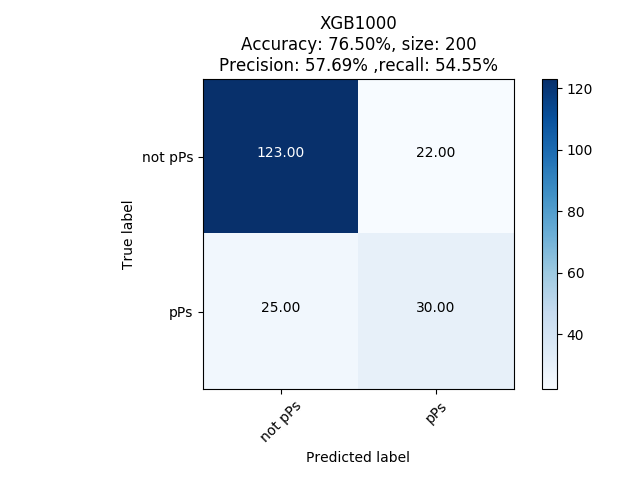 XGB1000
Accuracy: 76.50%, size: 200
Precision: 57.69% ,recall: 54.55%
120
123.00
22.00
not pPs
100
80
True label
60
25.00
30.00
pPs
40
not pPs
pPs
Predicted label